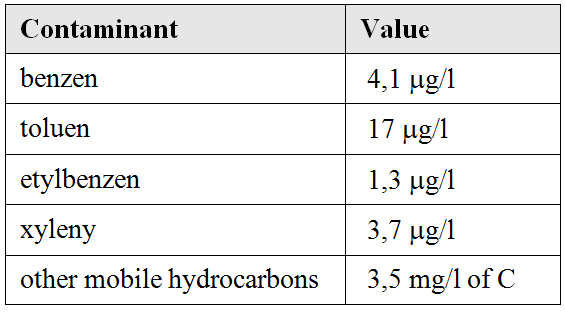 Contaminant Value
benzen 4,1 μg/l
toluen 17 μg/l
etylbenzen 1,3 μg/l
xyleny 3,7 μg/l
other mobile hydrocarbons 3,5 mg/l of C